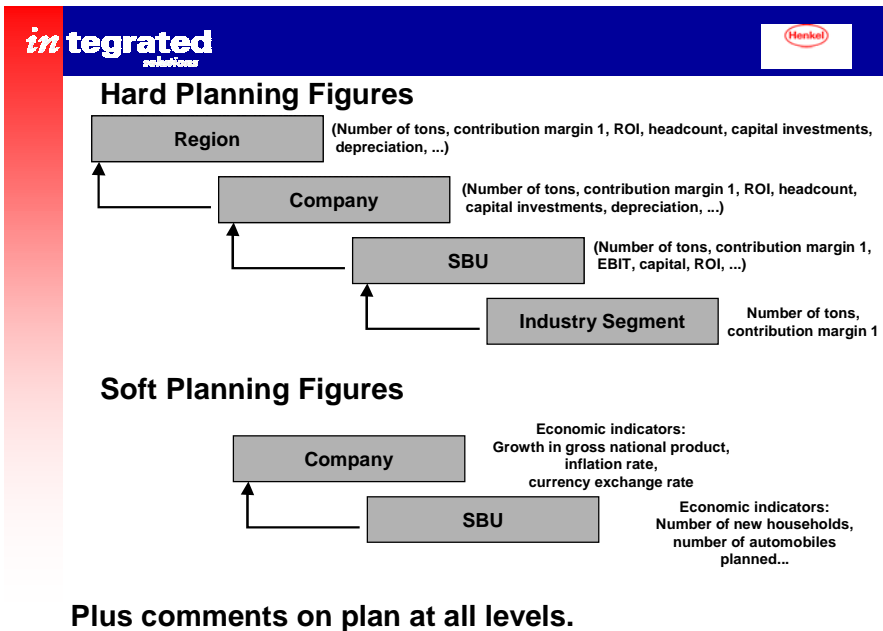 in tegrated
solutions
Henkel
Hard Planning Figures
Region
(Number of tons, contribution margin 1, ROI, headcount, capital investments,
depreciation, ...)
Company
(Number of tons, contribution margin 1, ROI, headcount,
capital investments, depreciation, ...)
SBU
(Number of tons, contribution margin 1,
EBIT, capital, ROI, ...)
Industry Segment
Number of tons,
contribution margin 1
Soft Planning Figures
Company
Economic indicators:
Growth in gross national product,
inflation rate,
currency exchange rate
SBU
Economic indicators:
Number of new households,
number of automobiles
planned...
Plus comments on plan at all levels.